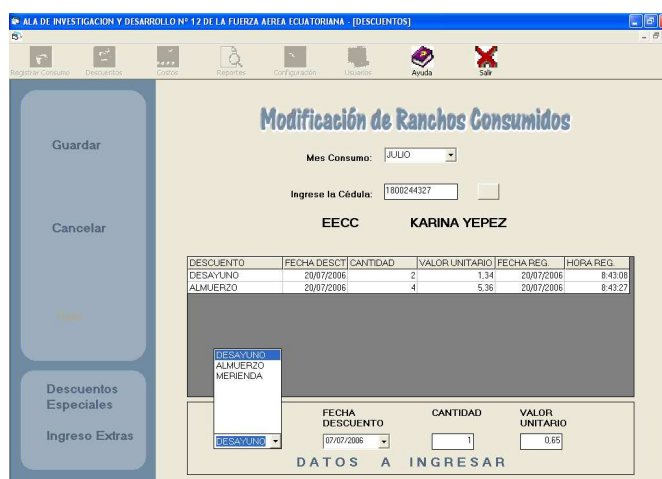 ALA DE INVESTIGACION Y DESARROLLO Nº 12 DE LA FUERZA AEREA ECUATORIANA - [DESCUENTOS]
Registrar Consumo Descuentos Costos Reportes Configuración Usuarios Ayuda Salir
Modificación de Ranchos Consumidos
Guardar
Mes Consumo: JULIO
Ingrese la Cédula: 1800244327
Cancelar
EECC KARINA YEPEZ
DESCUENTO FECHA DESCT CANTIDAD VALOR UNITARIO FECHA REG. HORA REG.
DESAYUNO 20/07/2006 2 1,34 20/07/2006 8:43:08
ALMUERZO 20/07/2006 4 5,36 20/07/2006 8:43:27
DESAYUNO
ALMUERZO
MERIENDA
Descuentos
Especiales
Ingreso Extras
FECHA
DESCUENTO
CANTIDAD
VALOR
UNITARIO
DESAYUNO 07/07/2006 1 0,65
DATOS A INGRESAR